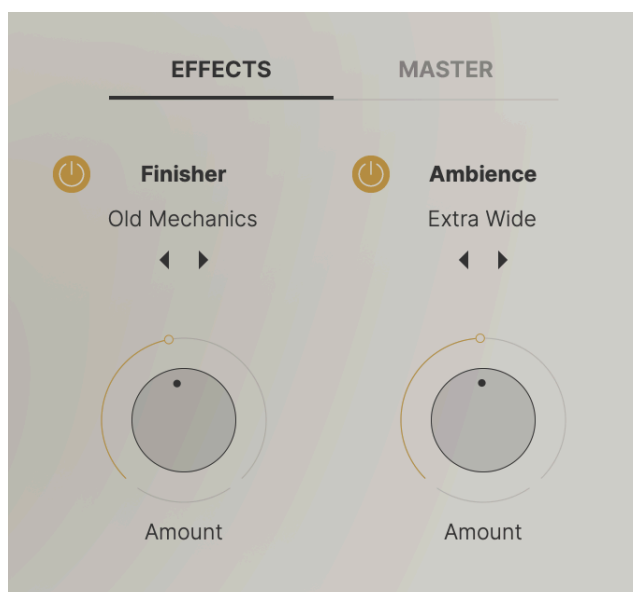 EFFECTS MASTER
Finisher Ambience
Old Mechanics Extra Wide
Amount Amount